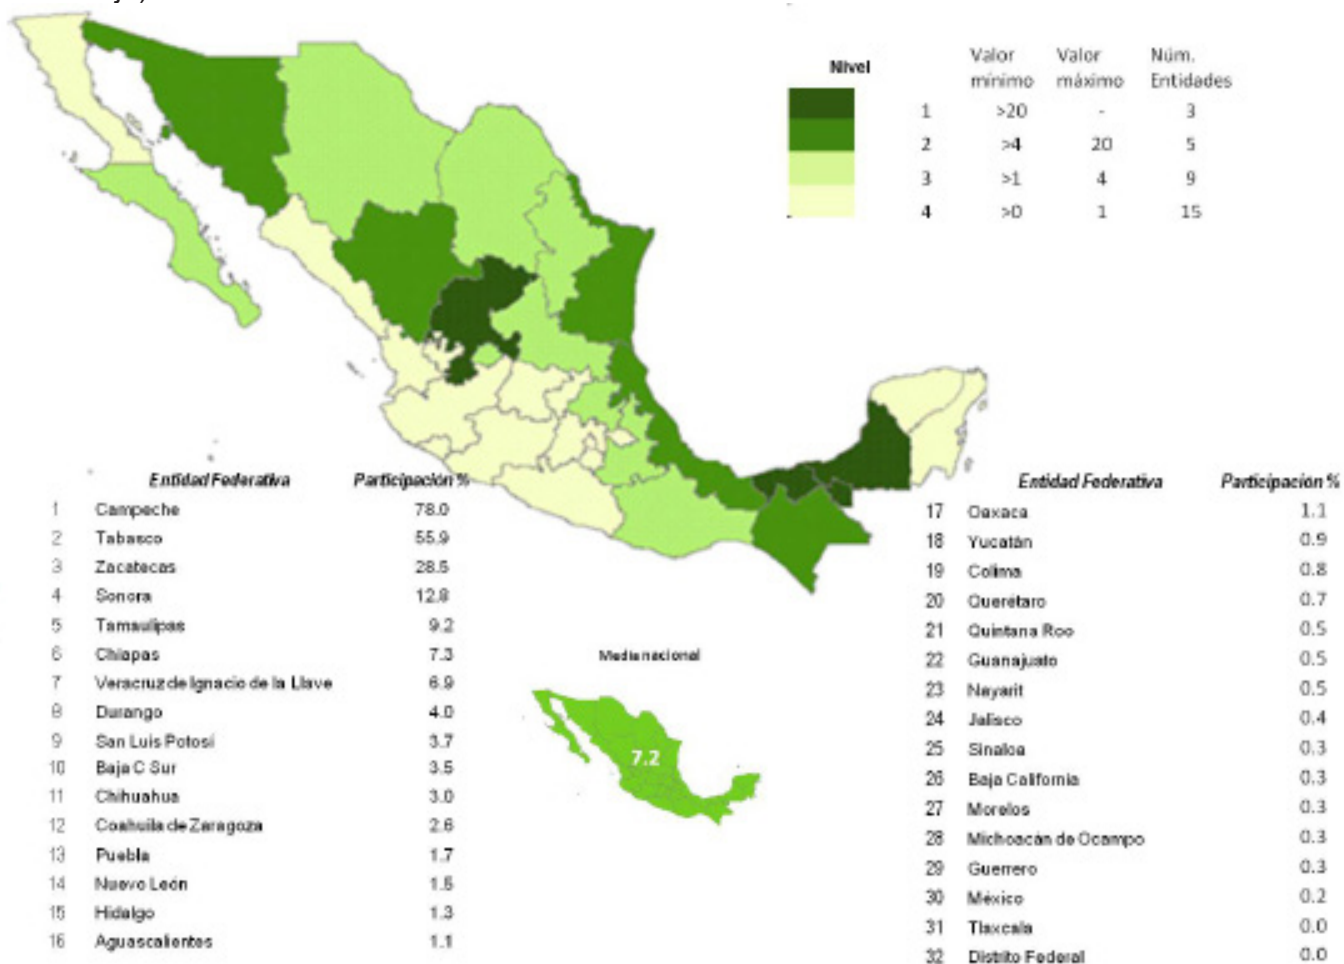 Nivel Valor mínimo Valor máximo Núm. Entidades
1 >20 - 3
2 >4 20 5
3 >1 4 9
4 >0 1 15
Entidad Federativa Participación %
1 Campeche 78.0
2 Tabasco 55.9
3 Zacatecas 28.5
4 Sonora 12.8
5 Tamaulipas 9.2
6 Chiapas 7.3
7 Veracruz de Ignacio de la Llave 6.9
8 Durango 4.0
9 San Luis Potosí 3.7
10 Baja C Sur 3.5
11 Chihuahua 3.0
12 Coahuila de Zaragoza 2.6
13 Puebla 1.7
14 Nuevo León 1.5
15 Hidalgo 1.3
16 Aguascalientes 1.1
Media nacional
7.2
Entidad Federativa Participacion %
17 Oaxaca 1.1
18 Yucatán 0.9
19 Colima 0.8
20 Querétaro 0.7
21 Quintana Roo 0.5
22 Guanajuato 0.5
23 Nayarit 0.5
24 Jalisco 0.4
25 Sinaloa 0.3
26 Baja California 0.3
27 Morelos 0.3
28 Michoacán de Ocampo 0.3
29 Guerrero 0.3
30 México 0.2
31 Tlaxcala 0.0
32 Distrito Federal 0.0